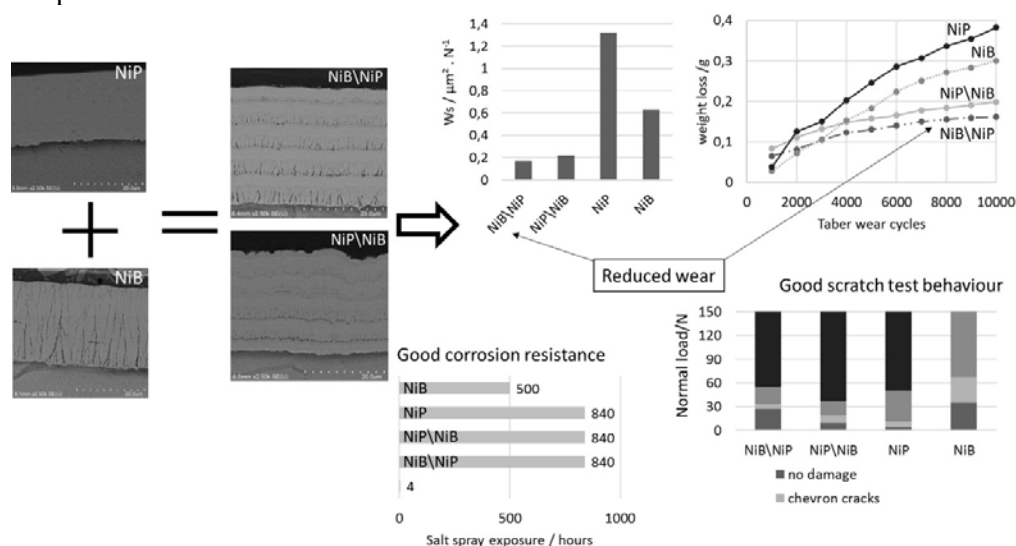 NiP
NiB
NiB\NiP
NiP\NiB
Ws / µm² . N⁻¹
1,4
1,2
1
0,8
0,6
0,4
0,2
0
NiB\NiP
NiP\NiB
NiP
NiB
weight loss /g
0,4
0,3
0,2
0,1
0
0 2000 4000 6000 8000 10000
Taber wear cycles
NiP
NiB
NiP\NiB
NiB\NiP
Reduced wear
Good corrosion resistance
NiB 500
NiP 840
NiP\NiB 840
NiB\NiP 840
4
0 500 1000
Salt spray exposure / hours
Good scratch test behaviour
Normal load/N
150
120
90
60
30
0
NiB\NiP NiP\NiB NiP NiB
no damage
chevron cracks